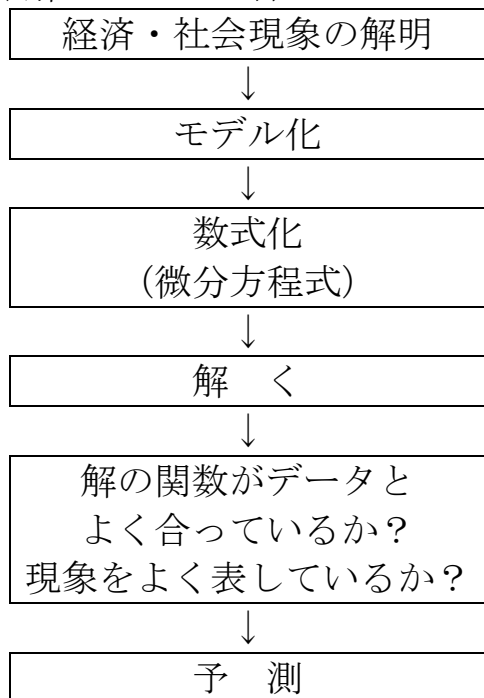 経済・社会現象の解明
↓
モデル化
↓
数式化
(微分方程式)
↓
解　く
↓
解の関数がデータと
よく合っているか？
現象をよく表しているか？
↓
予　測